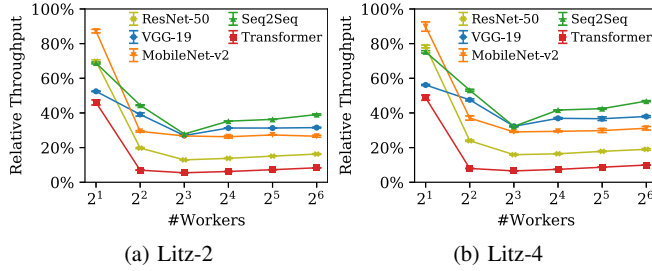 Relative Throughput
100%
80%
60%
40%
20%
0%
ResNet-50
VGG-19
MobileNet-v2
Seq2Seq
Transformer
2^1 2^2 2^3 2^4 2^5 2^6
#Workers
(a) Litz-2
Relative Throughput
100%
80%
60%
40%
20%
0%
ResNet-50
VGG-19
MobileNet-v2
Seq2Seq
Transformer
2^1 2^2 2^3 2^4 2^5 2^6
#Workers
(b) Litz-4